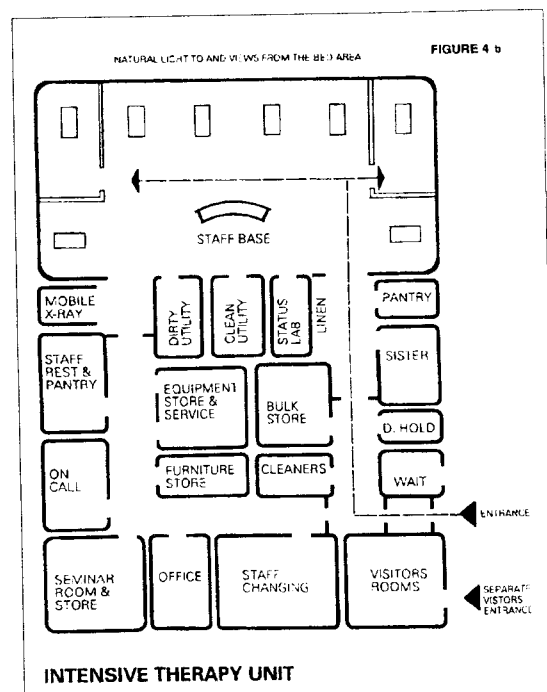 FIGURE 4 b
NATURAL LIGHT TO AND VIEWS FROM THE BED AREA
STAFF BASE
MOBILE
X-RAY
DIRTY
UTILITY
CLEAN
UTILITY
STATUS
LAB
LINEN
PANTRY
STAFF
REST &
PANTRY
SISTER
EQUIPMENT
STORE &
SERVICE
BULK
STORE
D. HOLD
ON
CALL
FURNITURE
STORE
CLEANERS
WAIT
ENTRANCE
SEMINAR
ROOM &
STORE
OFFICE
STAFF
CHANGING
VISITORS
ROOMS
SEPARATE
VISTORS
ENTRANCE
INTENSIVE THERAPY UNIT